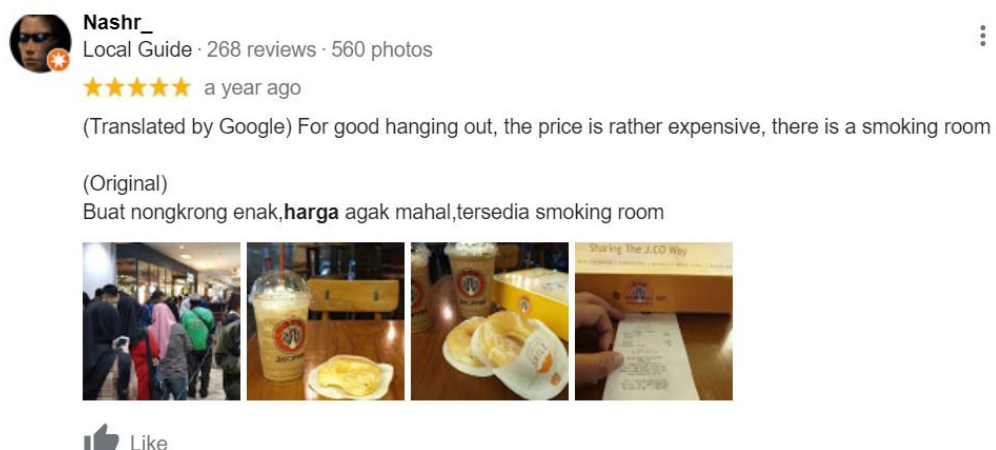 Nashr_
Local Guide · 268 reviews · 560 photos
a year ago
(Translated by Google) For good hanging out, the price is rather expensive, there is a smoking room
(Original)
Buat nongkrong enak,harga agak mahal,tersedia smoking room
Sharing The J.CO Way
Like